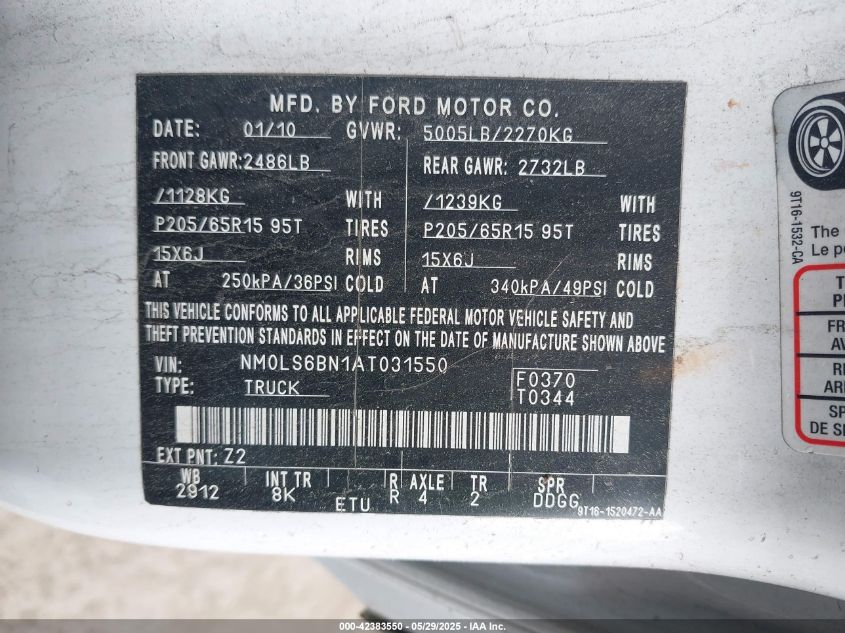 MFD. BY FORD MOTOR CO.
DATE: 01/10 GVWR: 5005LB/2270KG
FRONT GAWR: 2486LB REAR GAWR: 2732LB
/1128KG WITH /1239KG WITH
P205/65R15 95T TIRES P205/65R15 95T TIRES
15X6J RIMS 15X6J RIMS
AT 250kPA/36PSI COLD AT 340kPA/49PSI COLD
THIS VEHICLE CONFORMS TO ALL APPLICABLE FEDERAL MOTOR VEHICLE SAFETY AND
THEFT PREVENTION STANDARDS IN EFFECT ON THE DATE OF MANUFACTURE SHOWN ABOVE
VIN: NM0LS6BN1AT031550
TYPE: TRUCK
F0370
T0344
EXT PNT: Z2
WB INT TR R AXLE TR SPR
2912 8K R 4 2 DDGG
ETU
9T16-1520472-AA
9T16-1532-CA
The
Le
DE
000-42383550 - 05/29/2025 - IAA, Inc.